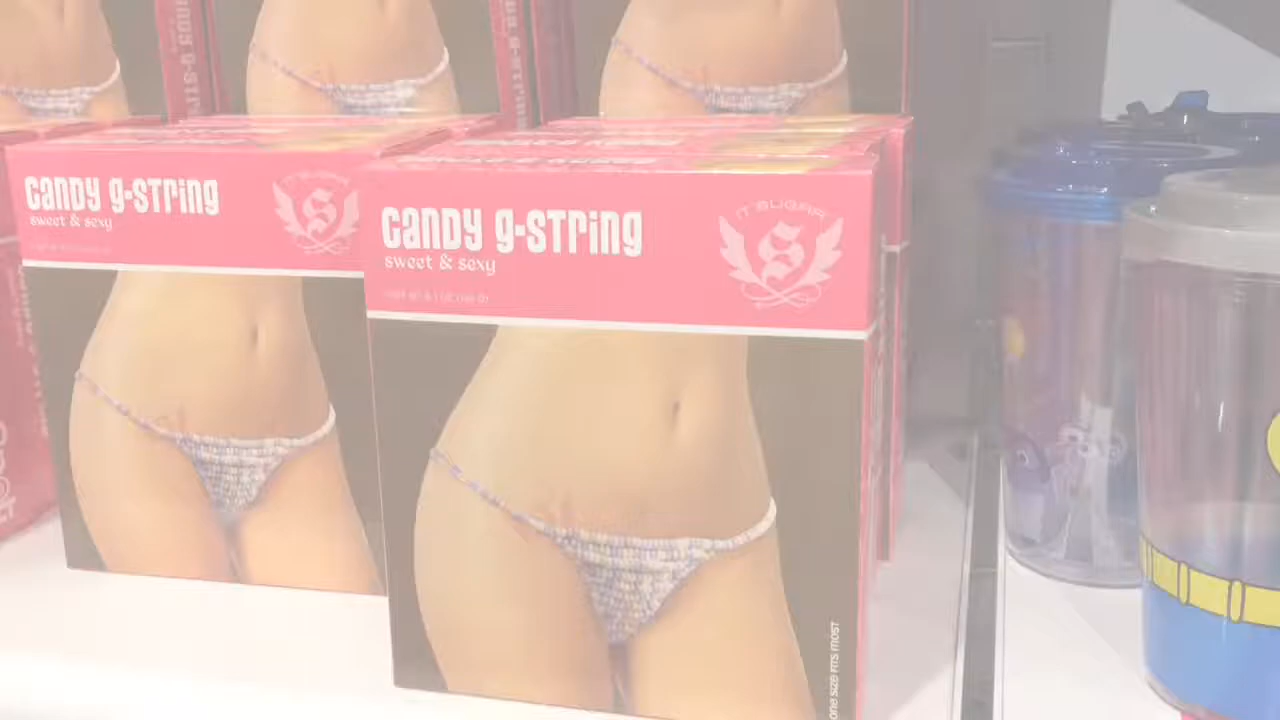 candy g-string
sweet & sexy
candy g-string
sweet & sexy
IT'SUGAR
S
one size fits most